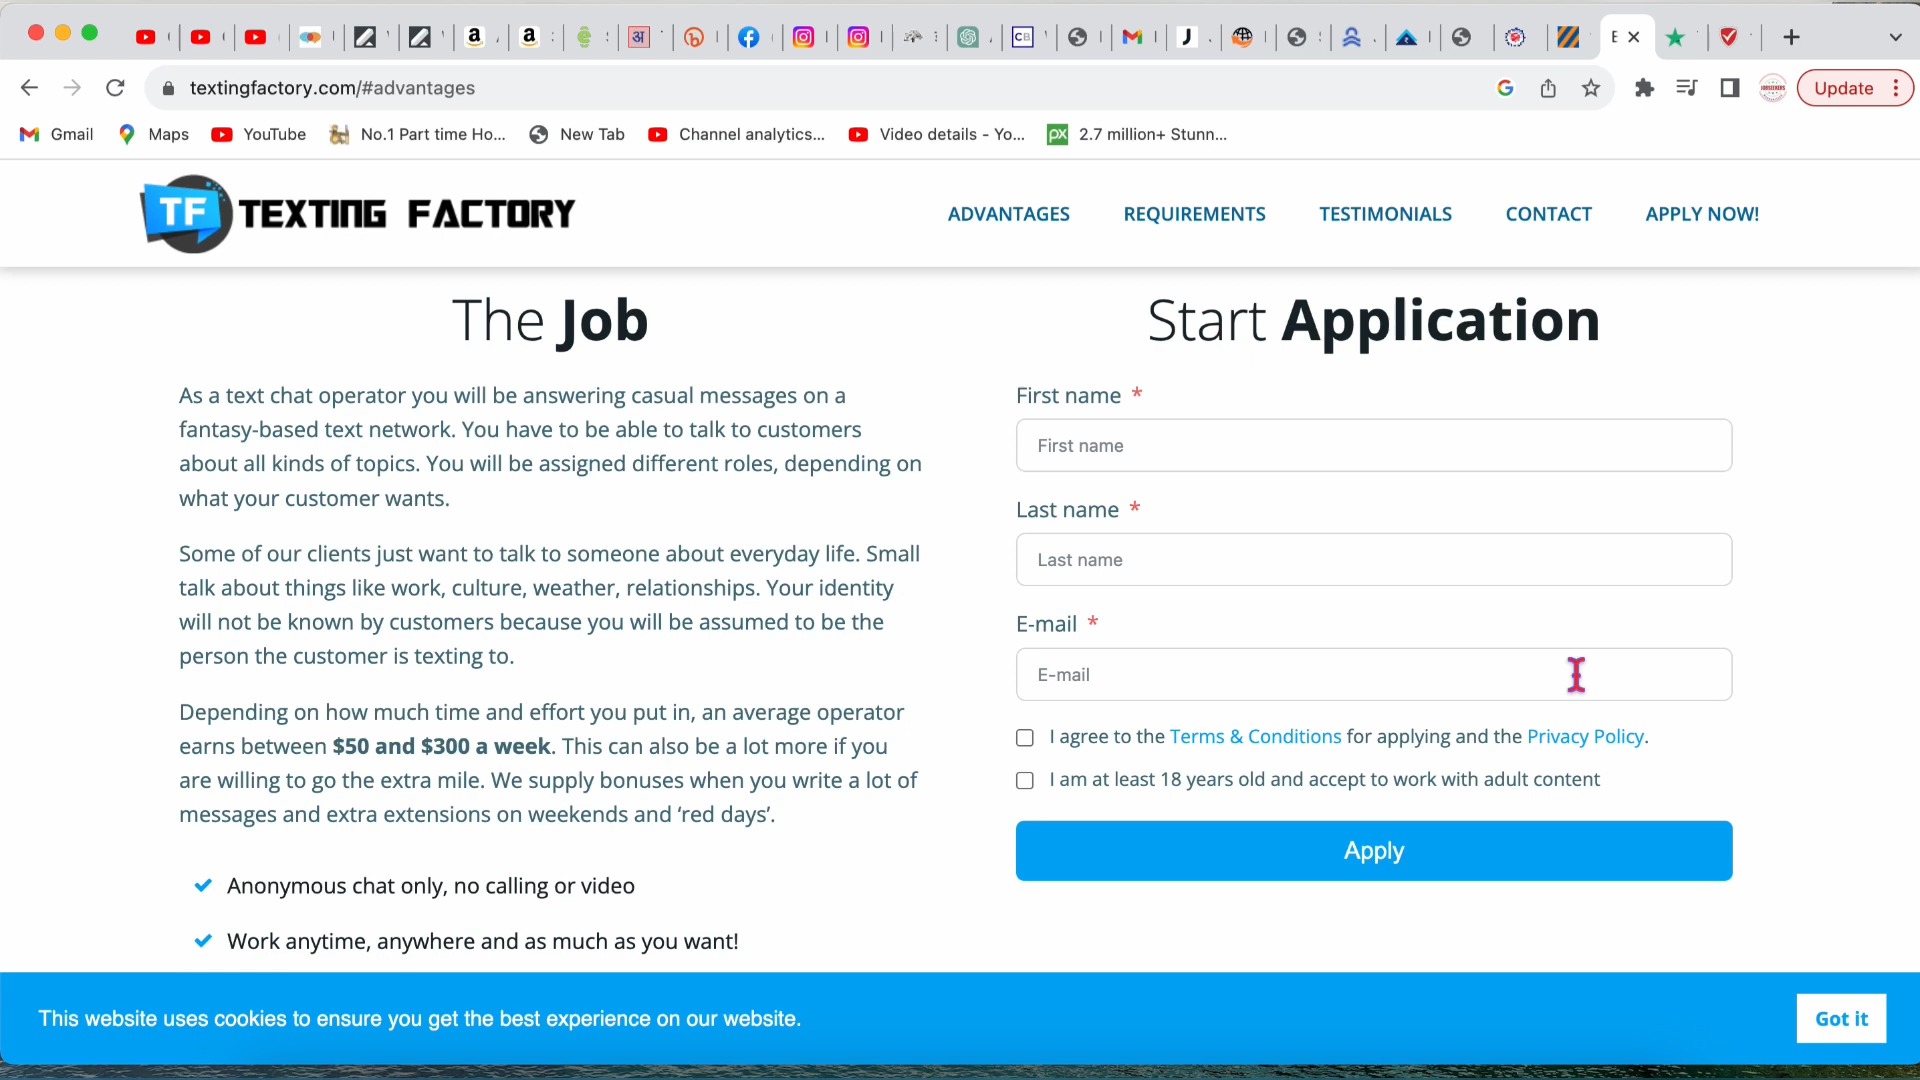 textingfactory.com/#advantages
Update
Gmail
Maps
YouTube
No.1 Part time Ho...
New Tab
Channel analytics...
Video details - Yo...
2.7 million+ Stunn...
TF TEXTING FACTORY
ADVANTAGES
REQUIREMENTS
TESTIMONIALS
CONTACT
APPLY NOW!
The Job
As a text chat operator you will be answering casual messages on a
fantasy-based text network. You have to be able to talk to customers
about all kinds of topics. You will be assigned different roles, depending on
what your customer wants.
Some of our clients just want to talk to someone about everyday life. Small
talk about things like work, culture, weather, relationships. Your identity
will not be known by customers because you will be assumed to be the
person the customer is texting to.
Depending on how much time and effort you put in, an average operator
earns between $50 and $300 a week. This can also be a lot more if you
are willing to go the extra mile. We supply bonuses when you write a lot of
messages and extra extensions on weekends and ‘red days’.
Anonymous chat only, no calling or video
Work anytime, anywhere and as much as you want!
Start Application
First name *
First name
Last name *
Last name
E-mail *
E-mail
I agree to the Terms & Conditions for applying and the Privacy Policy.
I am at least 18 years old and accept to work with adult content
Apply
This website uses cookies to ensure you get the best experience on our website.
Got it